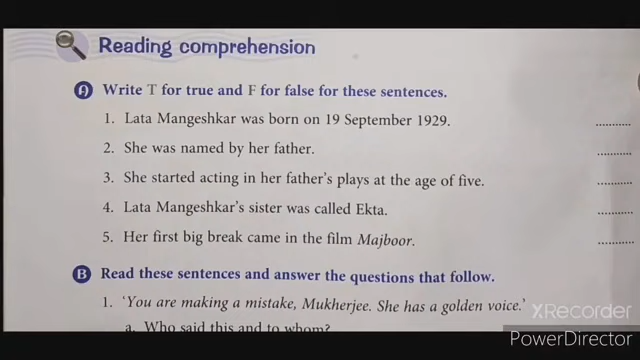 Reading comprehension
A Write T for true and F for false for these sentences.
1. Lata Mangeshkar was born on 19 September 1929. ...........
2. She was named by her father. ...........
3. She started acting in her father's plays at the age of five. ...........
4. Lata Mangeshkar's sister was called Ekta. ...........
5. Her first big break came in the film Majboor. ...........
B Read these sentences and answer the questions that follow.
1. 'You are making a mistake, Mukherjee. She has a golden voice.'
a. Who said this and to whom?
XRecorder
PowerDirector